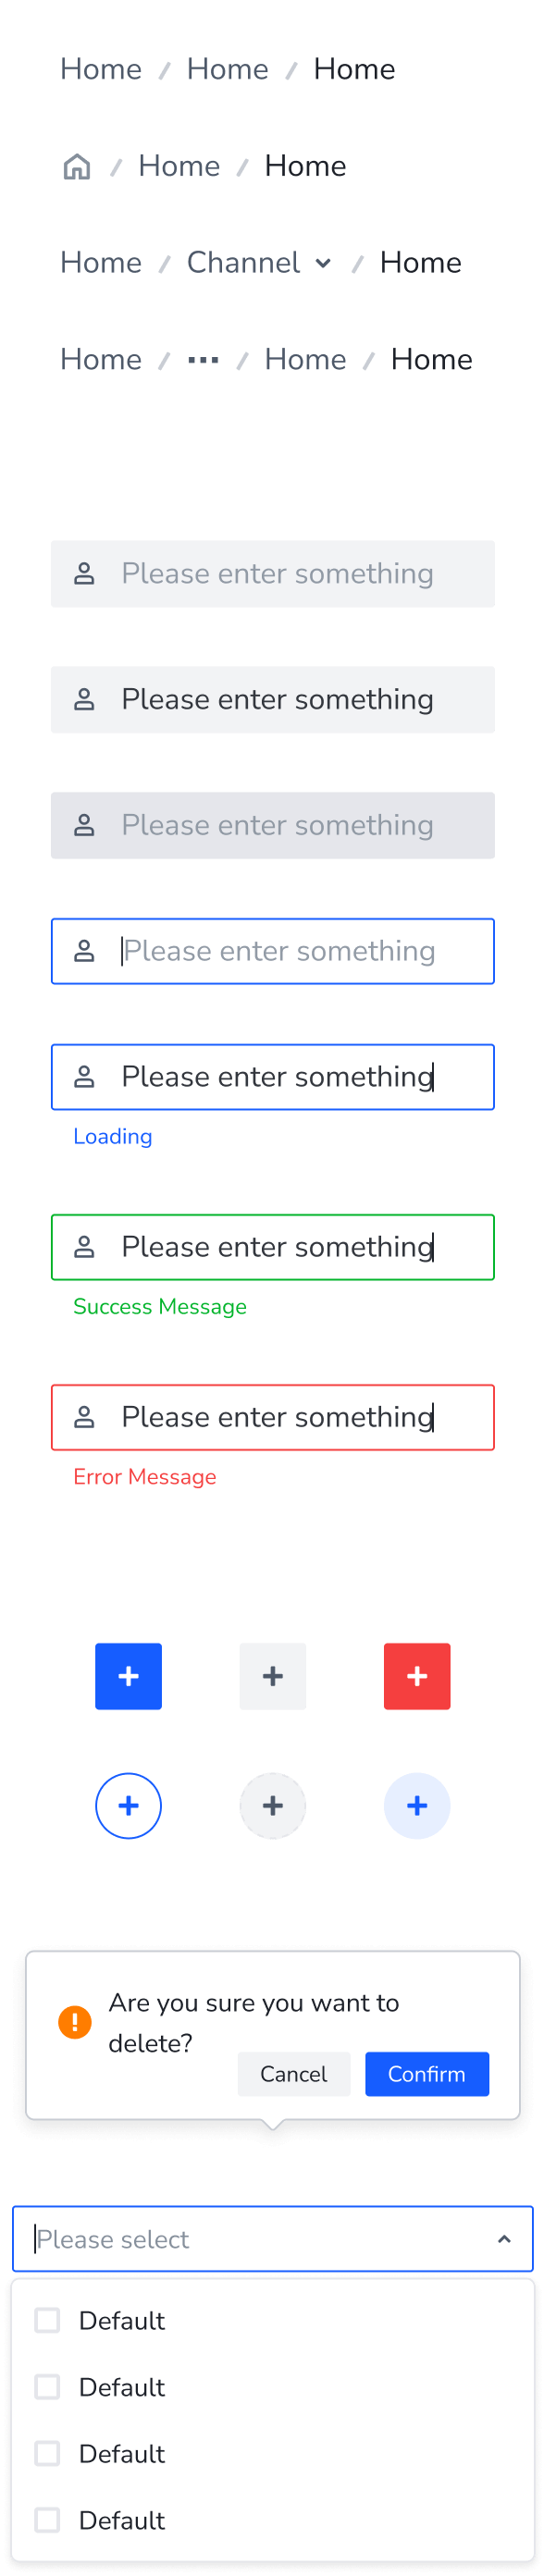 Home / Home / Home
/ Home / Home
Home / Channel / Home
Home / ··· / Home / Home
Please enter something
Please enter something
Please enter something
Please enter something
Please enter something
Loading
Please enter something
Success Message
Please enter something
Error Message
Are you sure you want to
delete?
Cancel Confirm
Please select
Default
Default
Default
Default